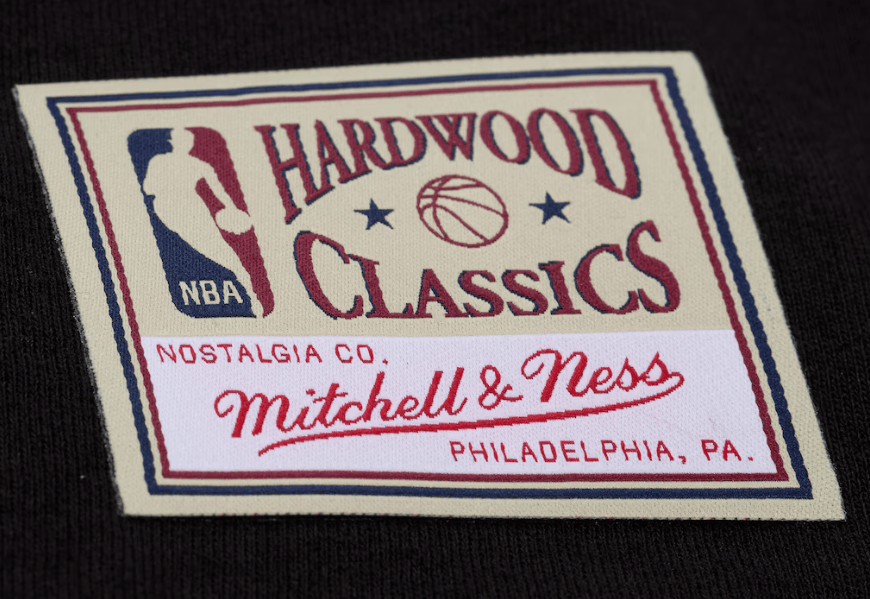 HARDWOOD
CLASSICS
NBA
NOSTALGIA CO.
Mitchell & Ness
PHILADELPHIA, PA.